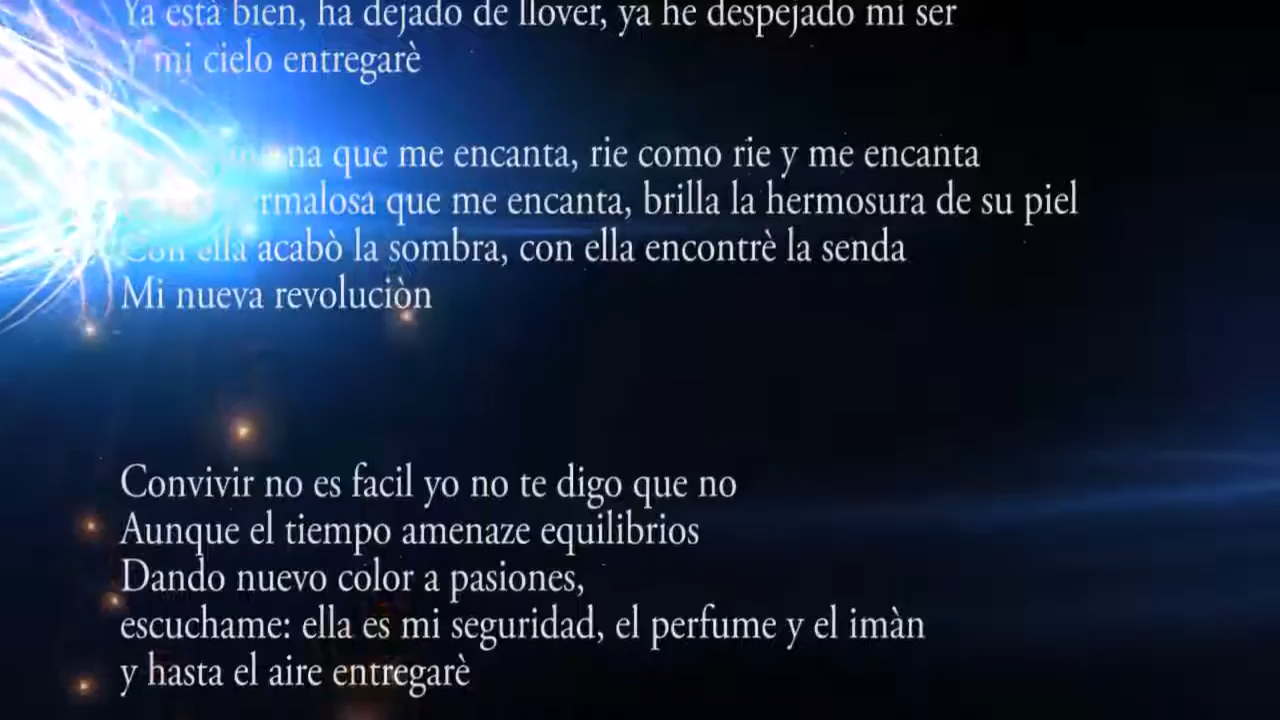 Ya està bien, ha dejado de llover, ya he despejado mi ser
Y mi cielo entregarè
que me encanta, rie como rie y me encanta
que me encanta, brilla la hermosura de su piel
Con ella acabò la sombra, con ella encontrè la senda
Mi nueva revoluciòn
Convivir no es facil yo no te digo que no
Aunque el tiempo amenaze equilibrios
Dando nuevo color a pasiones,
escuchame: ella es mi seguridad, el perfume y el imàn
y hasta el aire entregarè